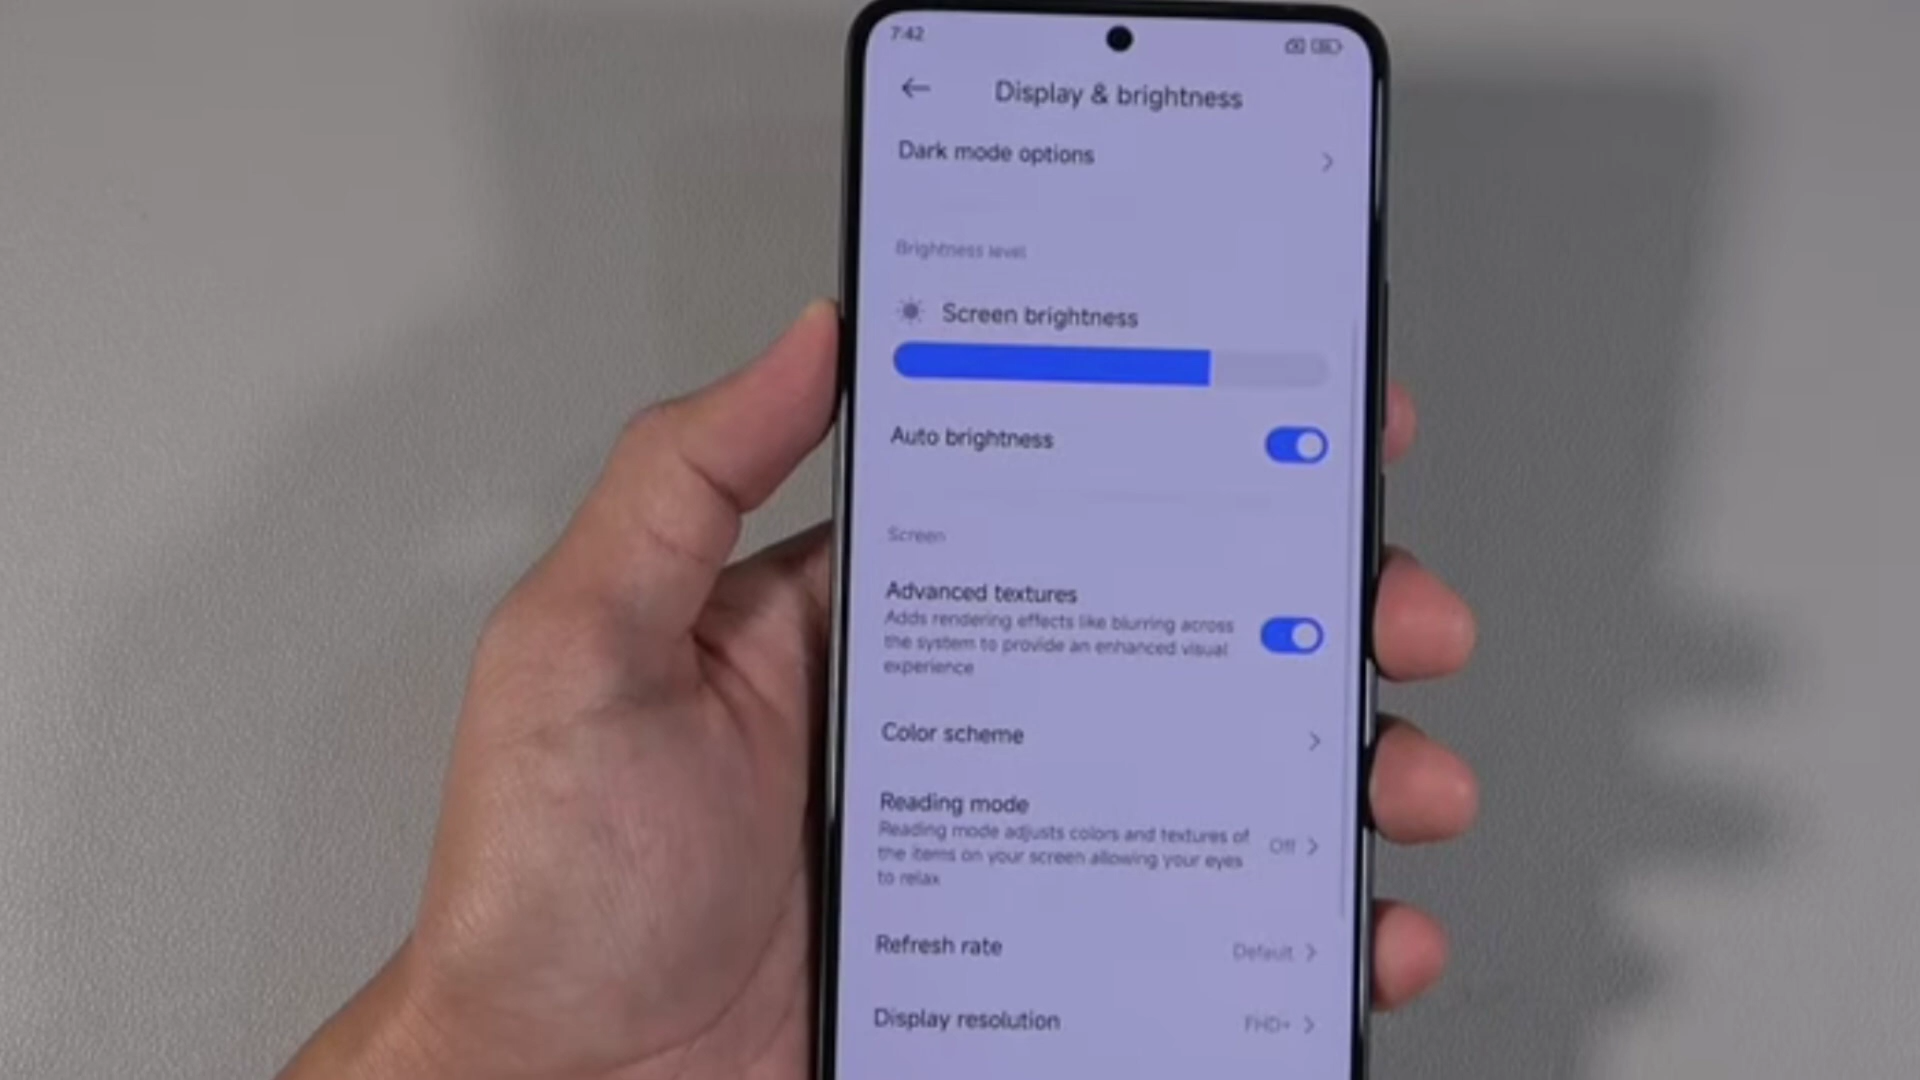 7:42
Display & brightness
Dark mode options
Brightness level
Screen brightness
Auto brightness
Screen
Advanced textures
Adds rendering effects like blurring across
the system to provide an enhanced visual
experience
Color scheme
Reading mode
Reading mode adjusts colors and textures of
the items on your screen allowing your eyes
to relax
Off
Refresh rate
Default
Display resolution
FHD+